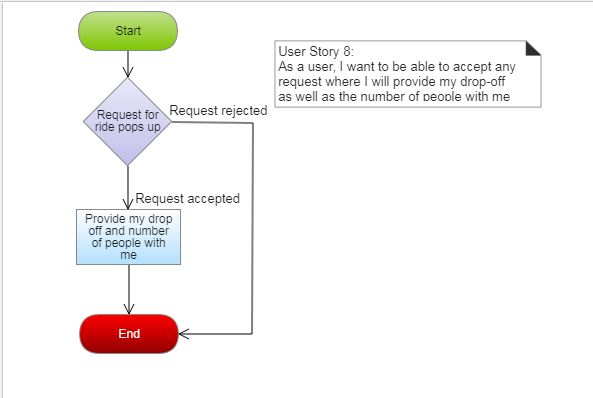 Start
User Story 8:
As a user, I want to be able to accept any
request where I will provide my drop-off
as well as the number of people with me
Request for
ride pops up
Request rejected
Request accepted
Provide my drop
off and number
of people with
me
End